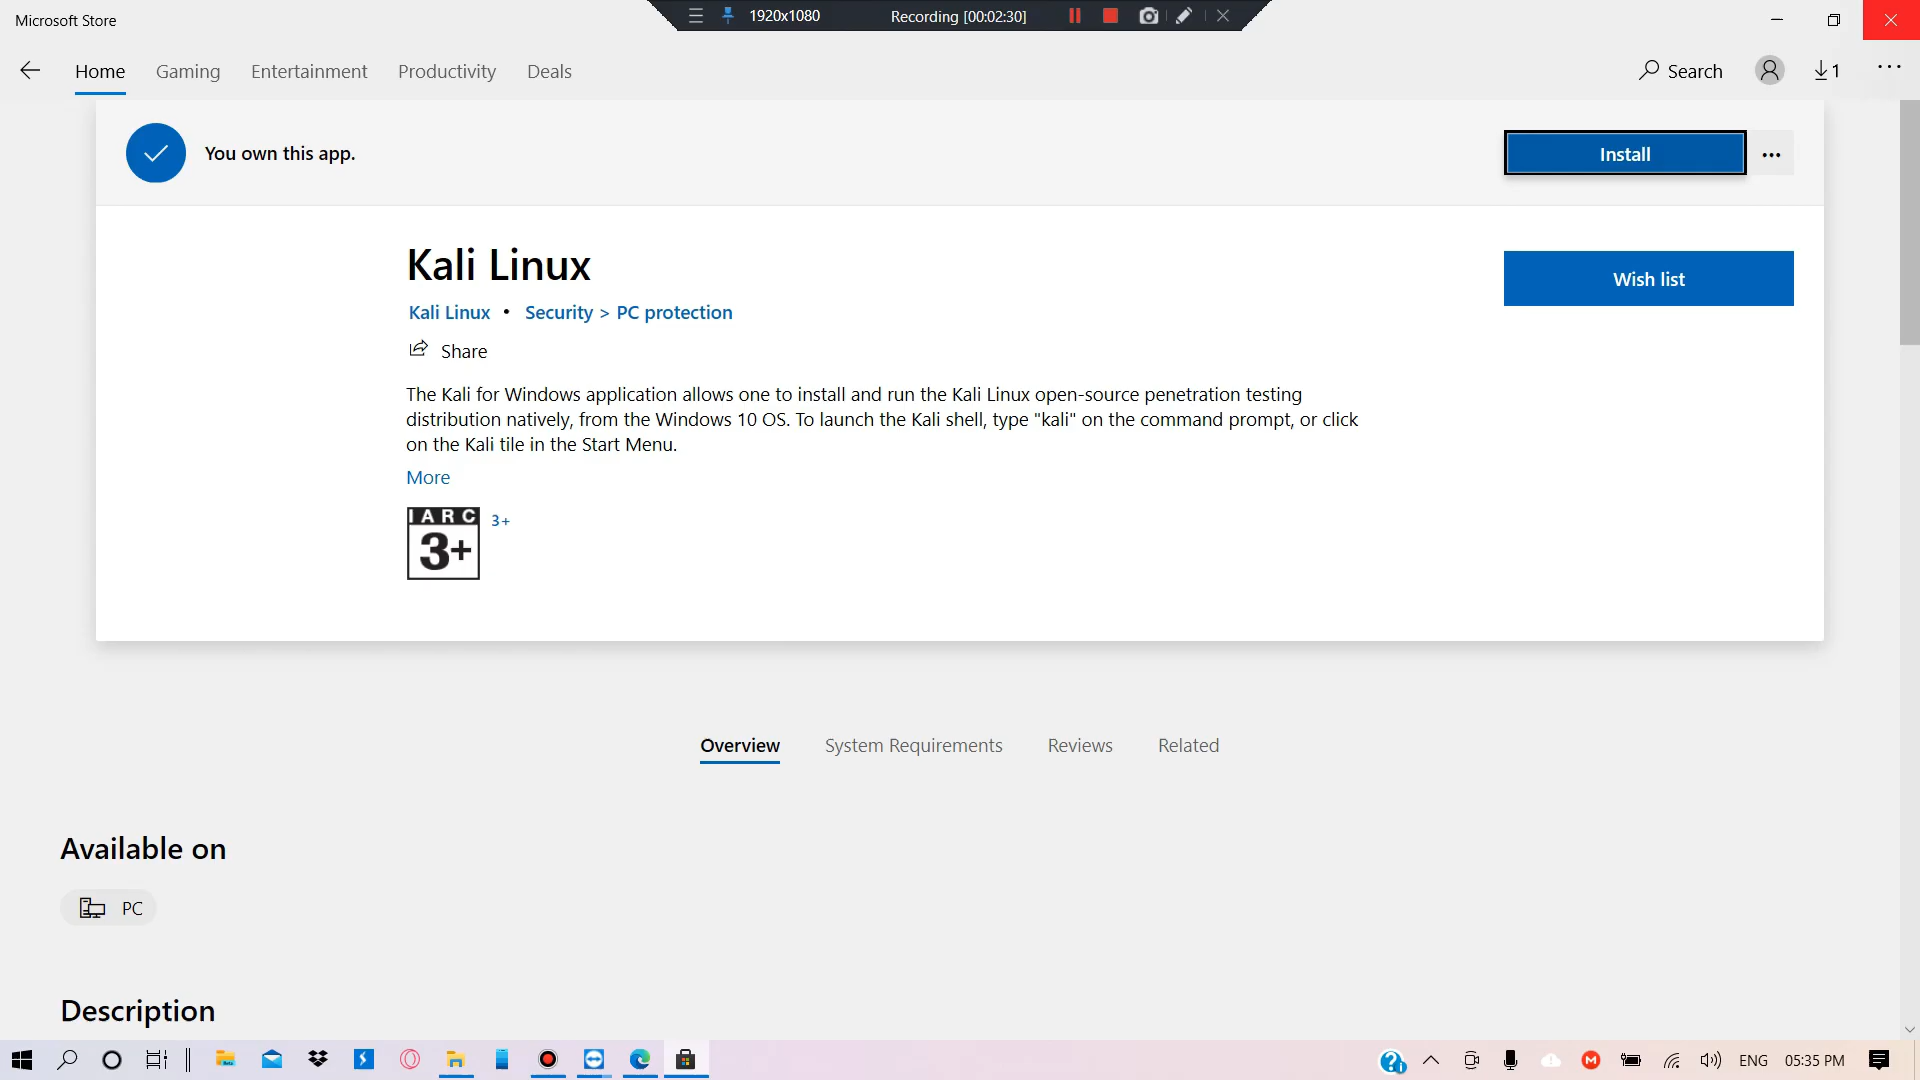 Microsoft Store
1920x1080
Recording [00:02:30]
Home
Gaming
Entertainment
Productivity
Deals
Search
1
You own this app.
Install
Kali Linux
Wish list
Kali Linux • Security > PC protection
Share
The Kali for Windows application allows one to install and run the Kali Linux open-source penetration testing
distribution natively, from the Windows 10 OS. To launch the Kali shell, type "kali" on the command prompt, or click
on the Kali tile in the Start Menu.
More
IARC
3+
3+
Overview
System Requirements
Reviews
Related
Available on
PC
Description
ENG
05:35 PM